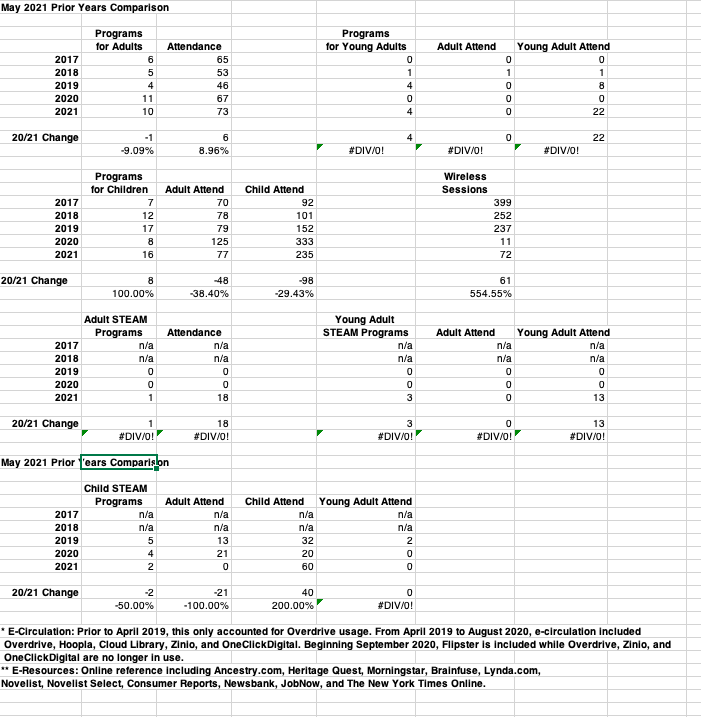 May 2021 Prior Years Comparison
Programs Programs
for Adults Attendance for Young Adults Adult Attend Young Adult Attend
2017 6 65 0 0 0
2018 5 53 1 1 1
2019 4 46 4 0 8
2020 11 67 0 0 0
2021 10 73 4 0 22
20/21 Change -1 6 4 0 22
-9.09% 8.96% #DIV/0! #DIV/0! #DIV/0!
Programs Wireless
for Children Adult Attend Child Attend Sessions
2017 7 70 92 399
2018 12 78 101 252
2019 17 79 152 237
2020 8 125 333 11
2021 16 77 235 72
20/21 Change 8 -48 -98 61
100.00% -38.40% -29.43% 554.55%
Adult STEAM Young Adult
Programs Attendance STEAM Programs Adult Attend Young Adult Attend
2017 n/a n/a n/a n/a n/a
2018 n/a n/a n/a n/a n/a
2019 0 0 0 0 0
2020 0 0 0 0 0
2021 1 18 3 0 13
20/21 Change 1 18 3 0 13
#DIV/0! #DIV/0! #DIV/0! #DIV/0! #DIV/0!
May 2021 Prior Years Comparison
Child STEAM
Programs Adult Attend Child Attend Young Adult Attend
2017 n/a n/a n/a n/a
2018 n/a n/a n/a n/a
2019 5 13 32 2
2020 4 21 20 0
2021 2 0 60 0
20/21 Change -2 -21 40 0
-50.00% -100.00% 200.00% #DIV/0!
* E-Circulation: Prior to April 2019, this only accounted for Overdrive usage. From April 2019 to August 2020, e-circulation included
Overdrive, Hoopla, Cloud Library, Zinio, and OneClickDigital. Beginning September 2020, Flipster is included while Overdrive, Zinio, and
OneClickDigital are no longer in use.
** E-Resources: Online reference including Ancestry.com, Heritage Quest, Morningstar, Brainfuse, Lynda.com,
Novelist, Novelist Select, Consumer Reports, Newsbank, JobNow, and The New York Times Online.